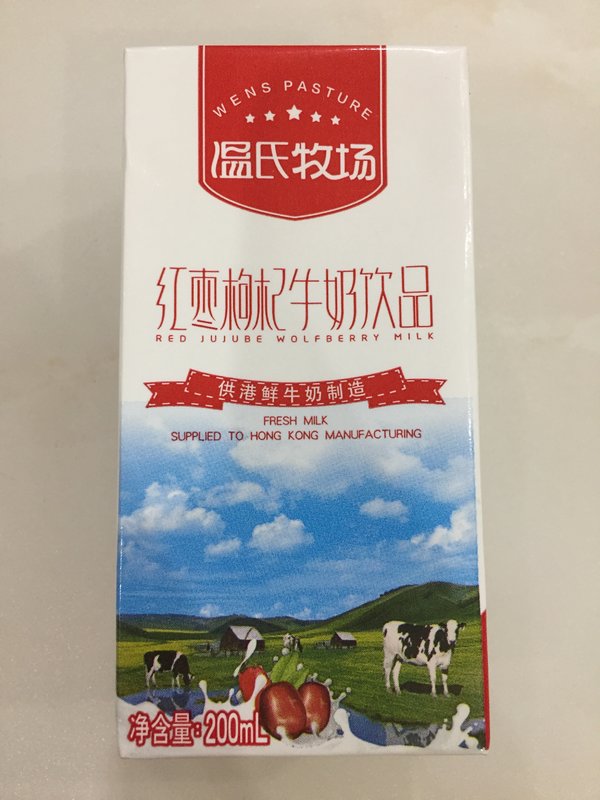 WENS PASTURE
温氏牧场
红枣枸杞牛奶饮品
RED JUJUBE WOLFBERRY MILK
供港鲜牛奶制造
FRESH MILK
SUPPLIED TO HONG KONG MANUFACTURING
净含量:200mL